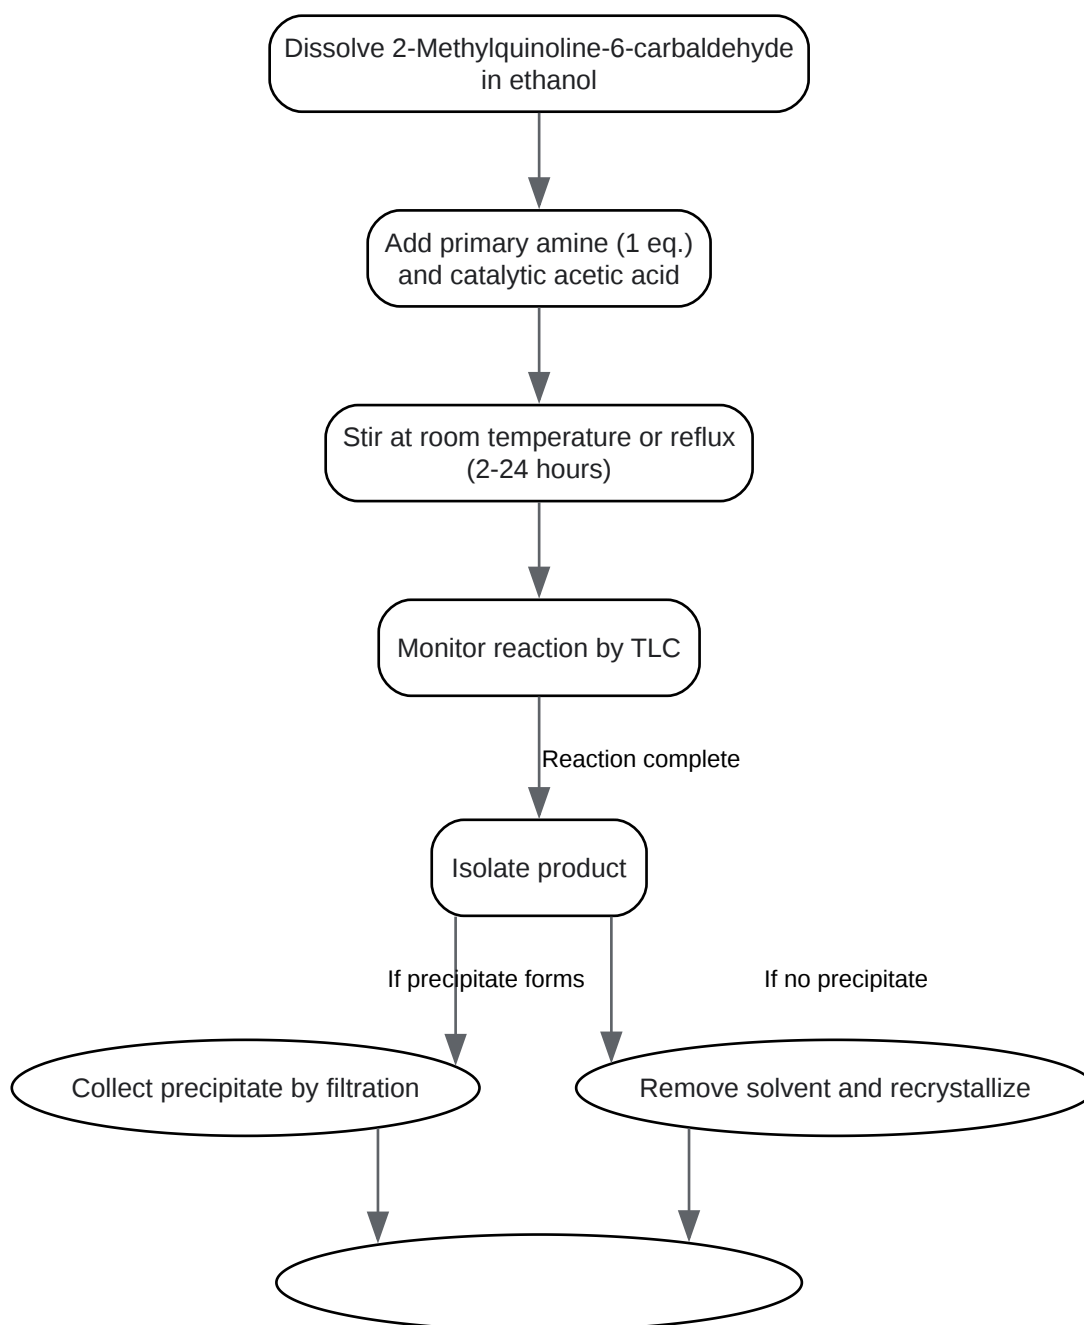 Dissolve 2-Methylquinoline-6-carbaldehyde
in ethanol
Add primary amine (1 eq.)
and catalytic acetic acid
Stir at room temperature or reflux
(2-24 hours)
Monitor reaction by TLC
Reaction complete
Isolate product
If precipitate forms
If no precipitate
Collect precipitate by filtration
Remove solvent and recrystallize